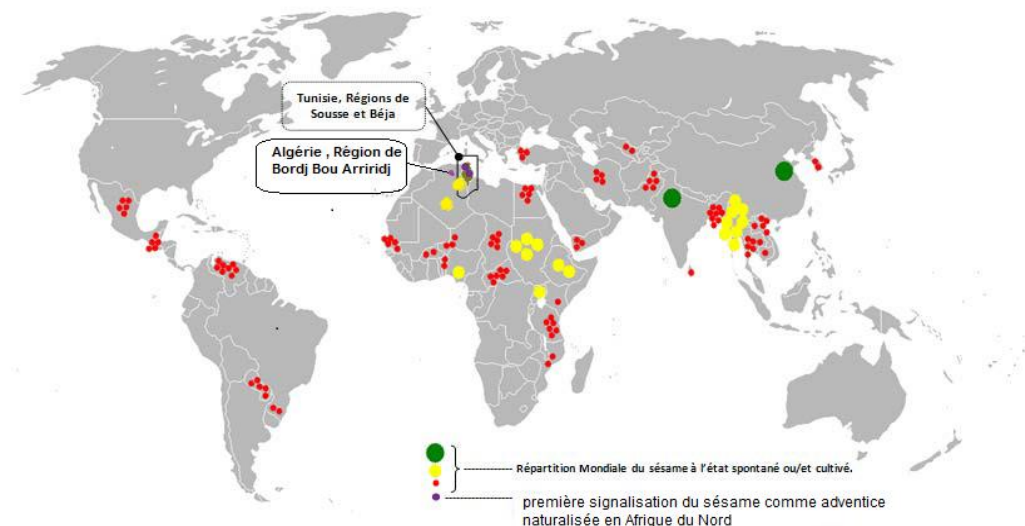 Tunisie, Régions de
Sousse et Béja
Algérie , Région de
Bordj Bou Arriridj
Répartition Mondiale du sésame à l'état spontané ou/et cultivé.
première signalisation du sésame comme adventice
naturalisée en Afrique du Nord